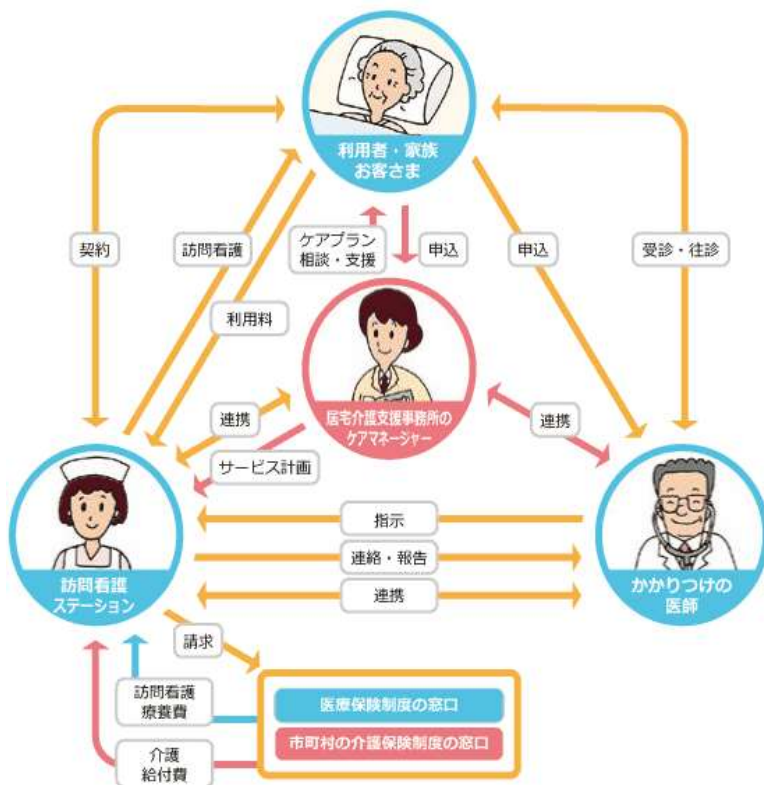 利用者・家族
お客さま
契約
訪問看護
ケアプラン
相談・支援
申込
申込
受診・往診
利用料
連携
居宅介護支援事務所の
ケアマネージャー
連携
サービス計画
指示
連絡・報告
連携
訪問看護
ステーション
かかりつけの
医師
請求
訪問看護
療養費
医療保険制度の窓口
市町村の介護保険制度の窓口
介護
給付費